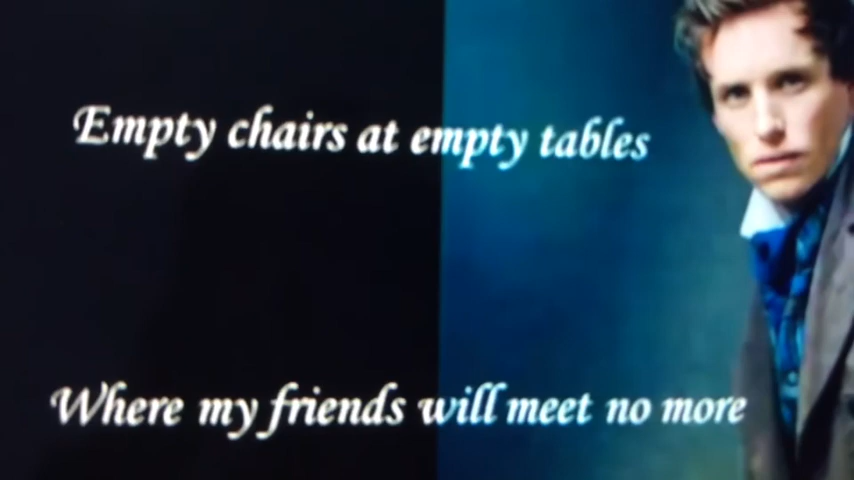 Empty chairs at empty tables
Where my friends will meet no more